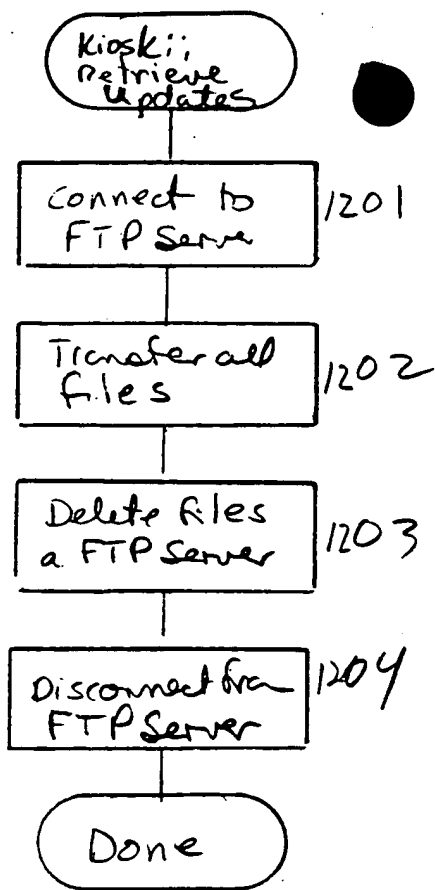 Kiosk::
Retrieve
Updates
Connect to
FTP Server
1201
Transfer all
files
1202
Delete files
a FTP Server
1203
Disconnect from
FTP Server
1204
Done